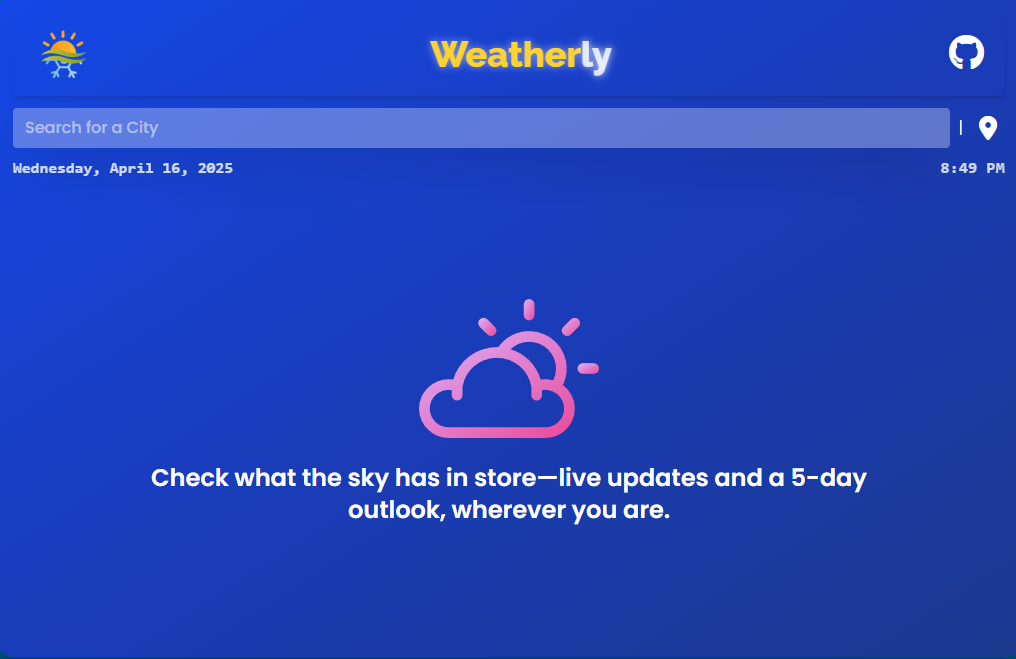 Weatherly
Search for a City
|
Wednesday, April 16, 2025
8:49 PM
Check what the sky has in store—live updates and a 5-day
outlook, wherever you are.